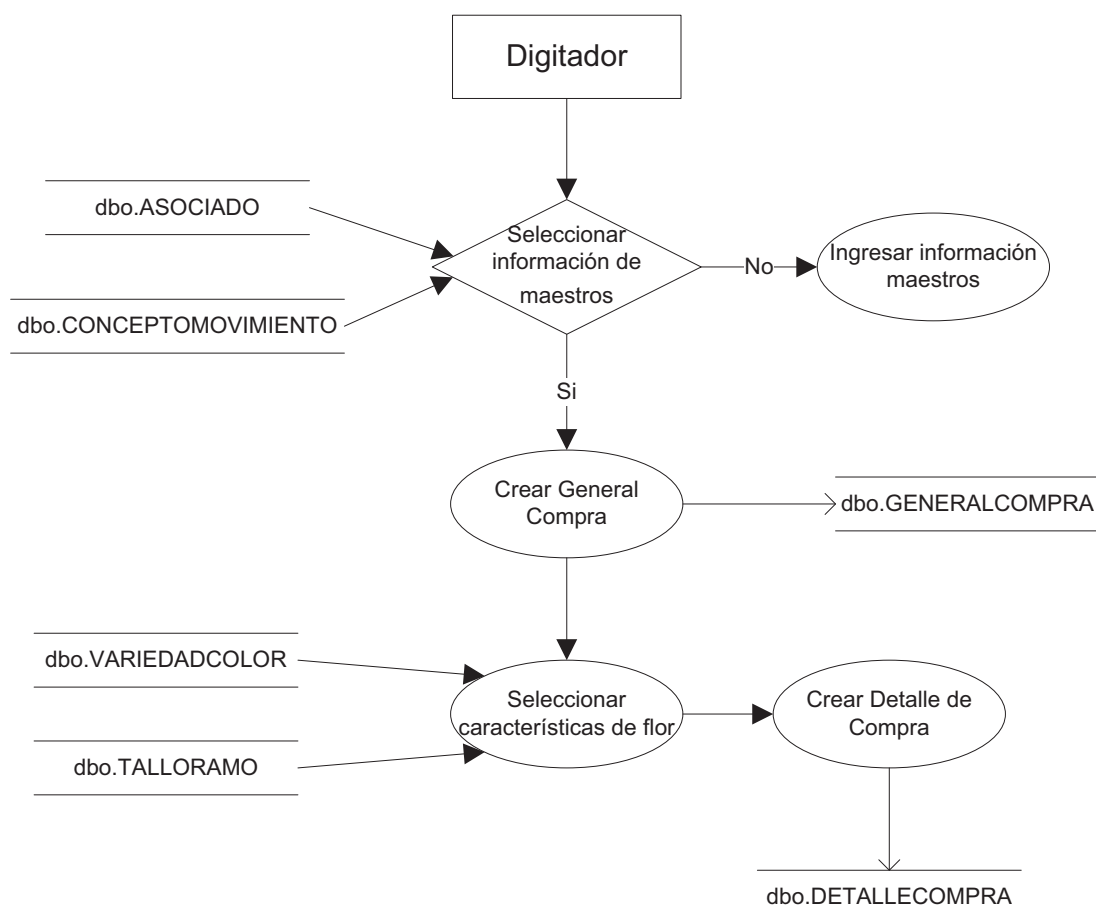 Digitador
dbo.ASOCIADO
Seleccionar
información de
maestros
No
Ingresar información
maestros
dbo.CONCEPTOMOVIMIENTO
Si
Crear General
Compra
dbo.GENERALCOMPRA
dbo.VARIEDADCOLOR
Seleccionar
características de flor
Crear Detalle de
Compra
dbo.TALLORAMO
dbo.DETALLECOMPRA